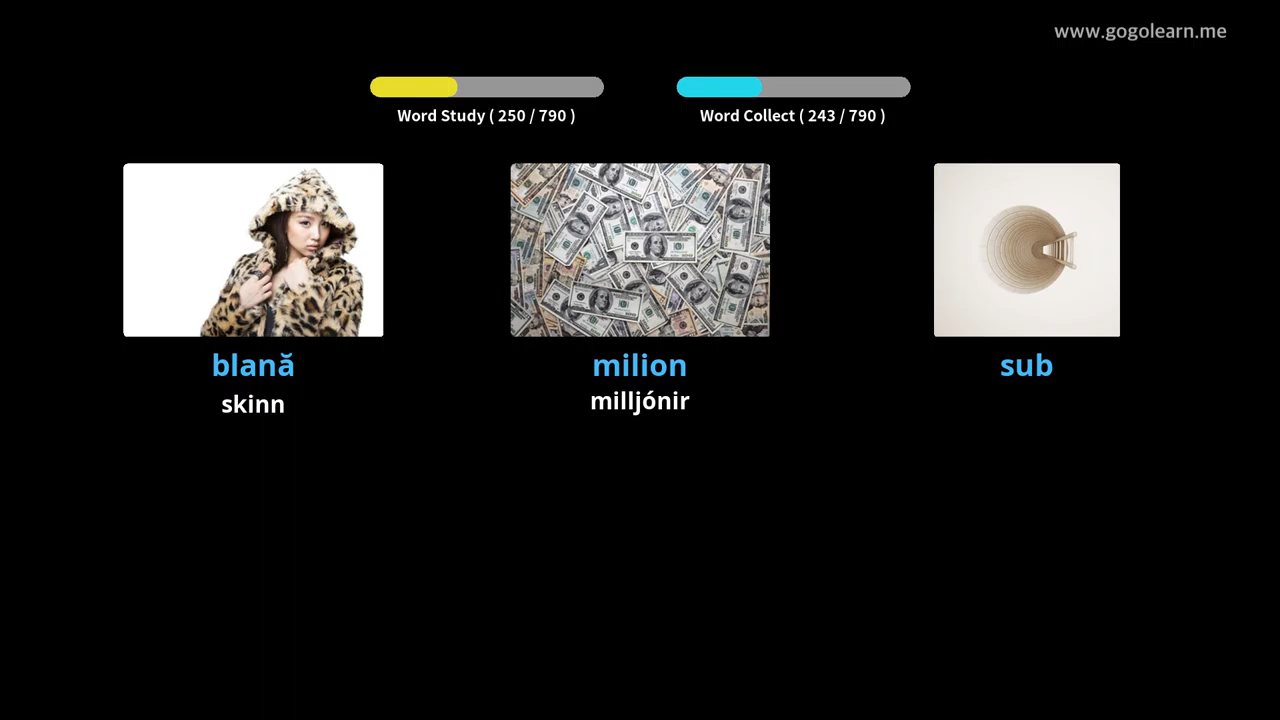 www.gogolearn.me
Word Study ( 250 / 790 )
Word Collect ( 243 / 790 )
blană
milion
sub
skinn
milljónir